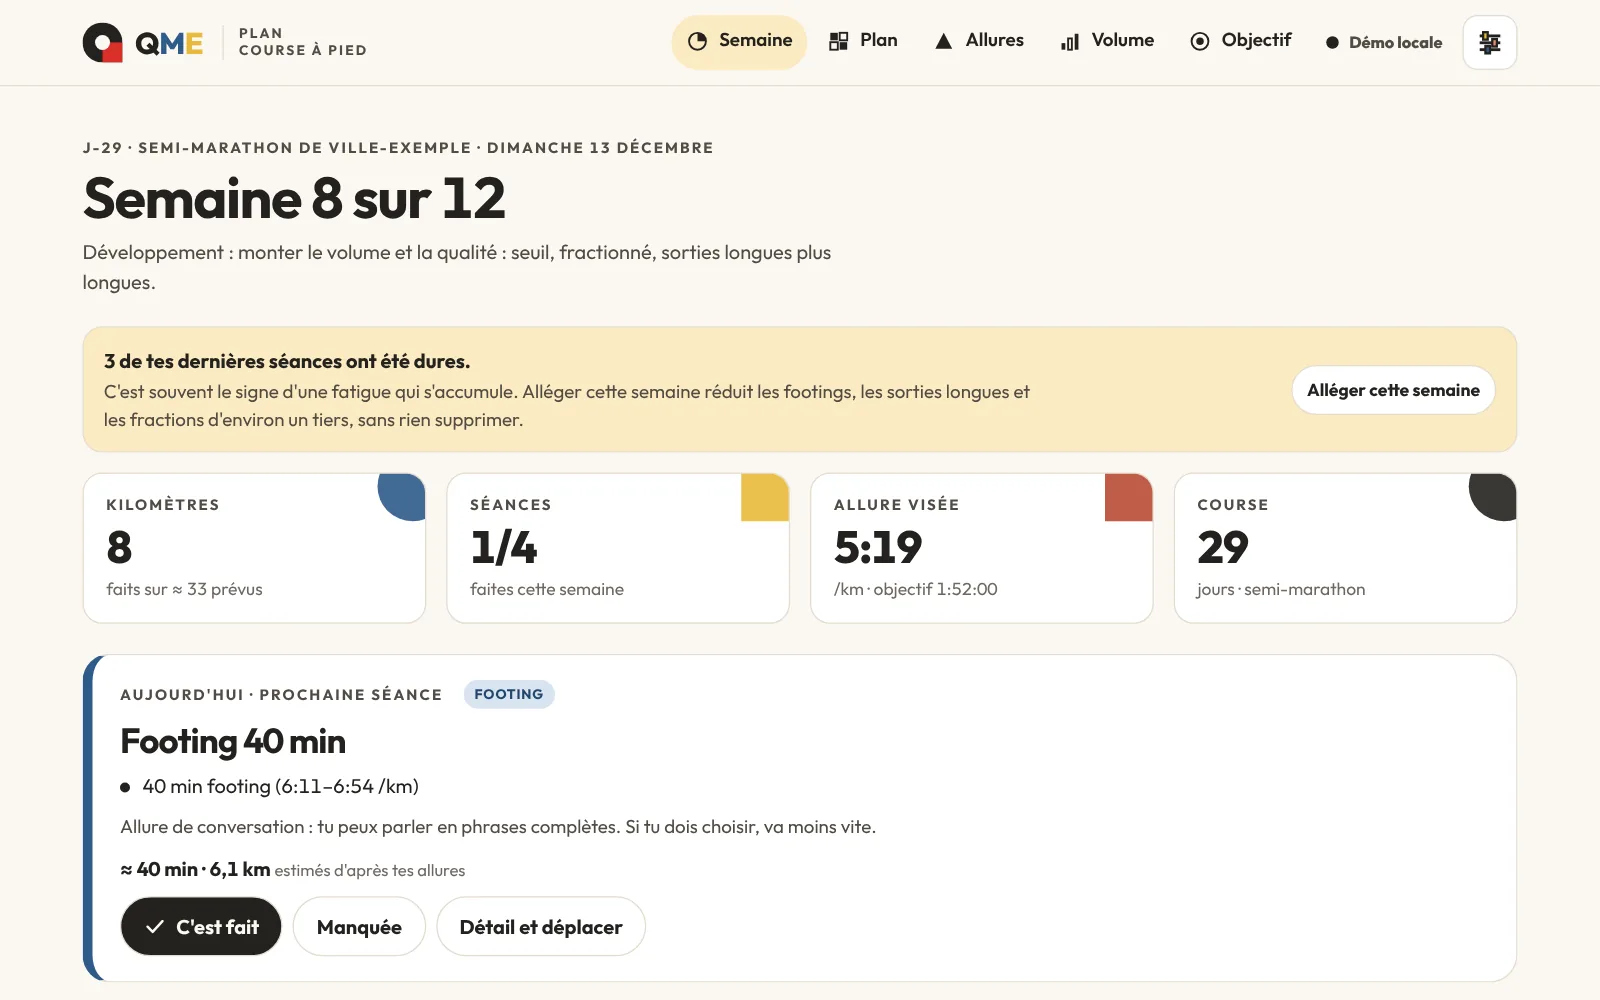 QME
PLAN
COURSE À PIED
Semaine
Plan
Allures
Volume
Objectif
Démo locale
J-29 · SEMI-MARATHON DE VILLE-EXEMPLE · DIMANCHE 13 DÉCEMBRE
Semaine 8 sur 12
Développement : monter le volume et la qualité : seuil, fractionné, sorties longues plus
longues.
3 de tes dernières séances ont été dures.
C'est souvent le signe d'une fatigue qui s'accumule. Alléger cette semaine réduit les footings, les sorties longues et
les fractions d'environ un tiers, sans rien supprimer.
Alléger cette semaine
KILOMÈTRES
8
faits sur ≈ 33 prévus
SÉANCES
1/4
faites cette semaine
ALLURE VISÉE
5:19
/km · objectif 1:52:00
COURSE
29
jours · semi-marathon
AUJOURD'HUI · PROCHAINE SÉANCE
FOOTING
Footing 40 min
40 min footing (6:11–6:54 /km)
Allure de conversation : tu peux parler en phrases complètes. Si tu dois choisir, va moins vite.
≈ 40 min · 6,1 km estimés d'après tes allures
C'est fait
Manquée
Détail et déplacer